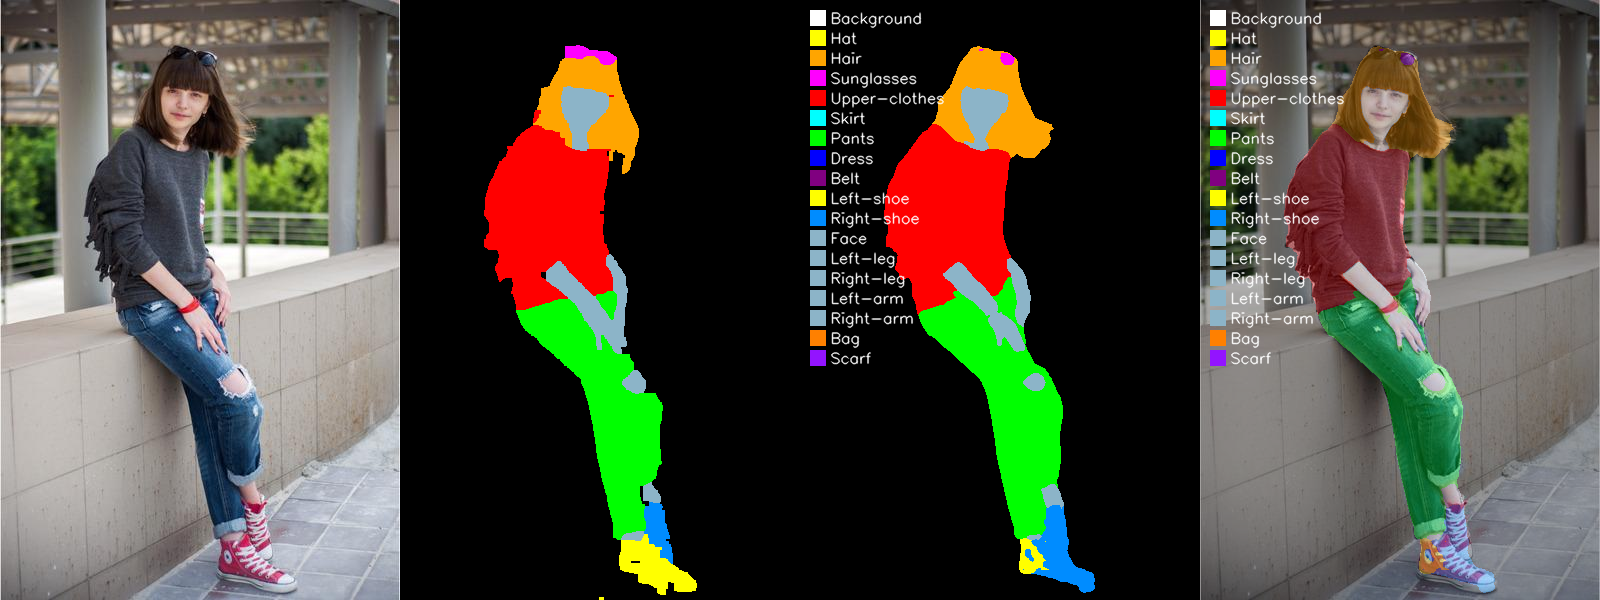 Background
Hat
Hair
Sunglasses
Upper-clothes
Skirt
Pants
Dress
Belt
Left-shoe
Right-shoe
Face
Left-leg
Right-leg
Left-arm
Right-arm
Bag
Scarf
Background
Hat
Hair
Sunglasses
Upper-clothes
Skirt
Pants
Dress
Belt
Left-shoe
Right-shoe
Face
Left-leg
Right-leg
Left-arm
Right-arm
Bag
Scarf